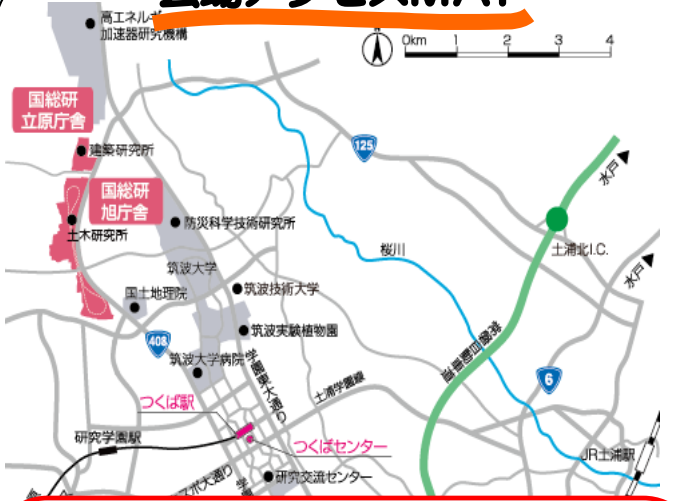 高エネルギー
加速器研究機構
0km 1 2 3 4
国総研
立原庁舎
125
建築研究所
水戸
国総研
旭庁舎
防災科学技術研究所
土木研究所
桜川
土浦北I.C.
筑波大学
水戸
国土地理院
筑波技術大学
筑波実験植物園
408
常磐自動車道
筑波大学病院
学園東大通り
6
土浦学園線
つくば駅
研究学園駅
つくばセンター
JR土浦駅
研究交流センター